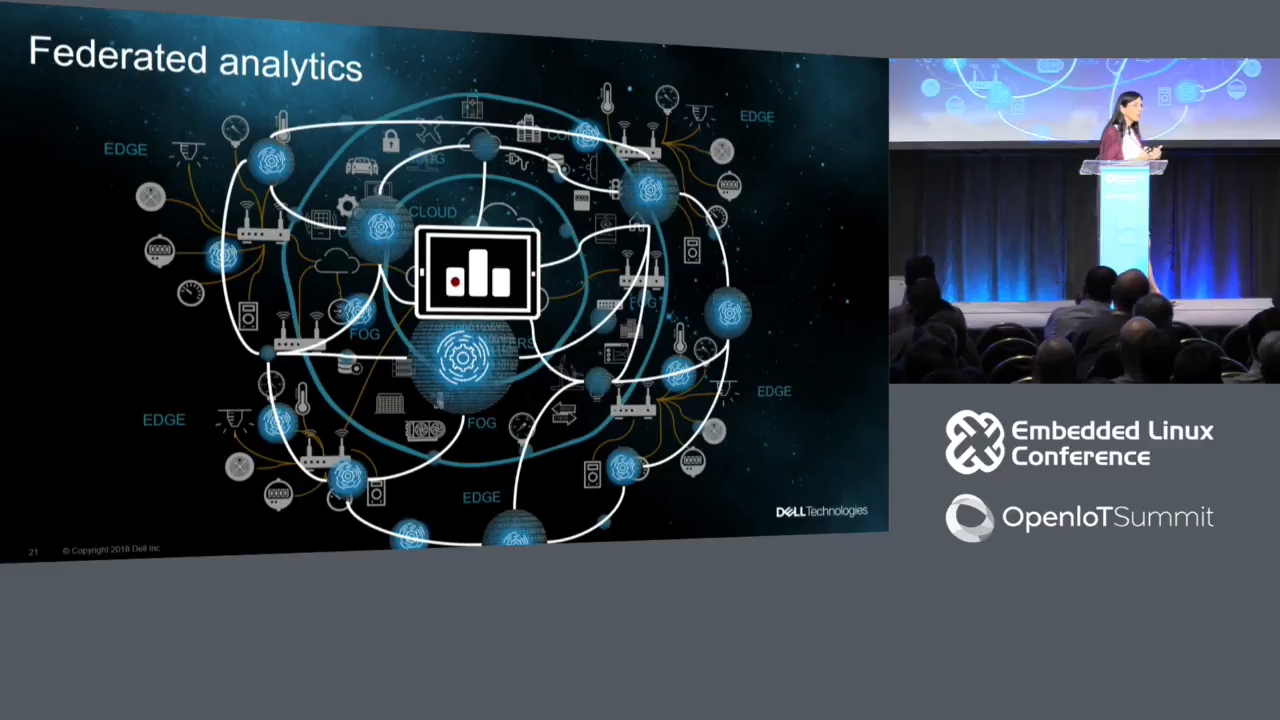 Federated analytics
EDGE
EDGE
CLOUD
FOG
FOG
EDGE
EDGE
FOG
EDGE
DELL Technologies
21 © Copyright 2018 Dell Inc
Embedded Linux
Conference
OpenIoTSummit